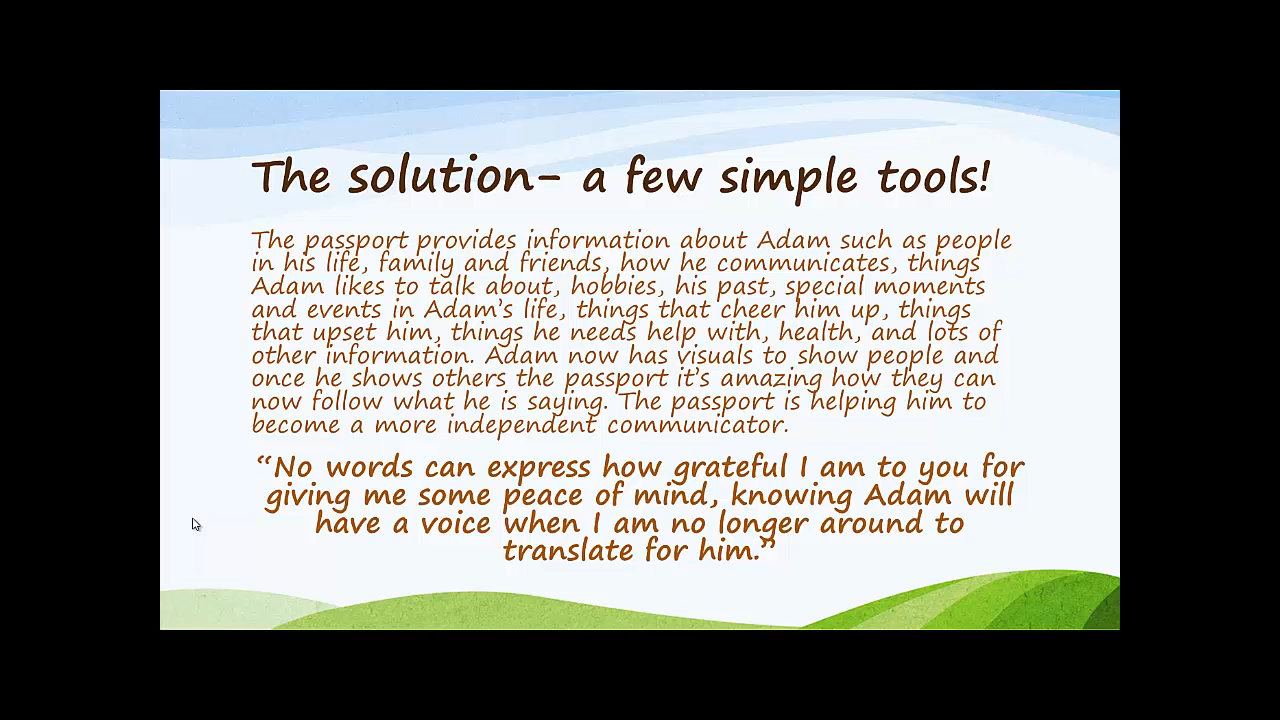 The solution- a few simple tools!
The passport provides information about Adam such as people
in his life, family and friends, how he communicates, things
Adam likes to talk about, hobbies, his past, special moments
and events in Adam's life, things that cheer him up, things
that upset him, things he needs help with, health, and lots of
other information. Adam now has visuals to show people and
once he shows others the passport it's amazing how they can
now follow what he is saying. The passport is helping him to
become a more independent communicator.
“No words can express how grateful I am to you for
giving me some peace of mind, knowing Adam will
have a voice when I am no longer around to
translate for him.”